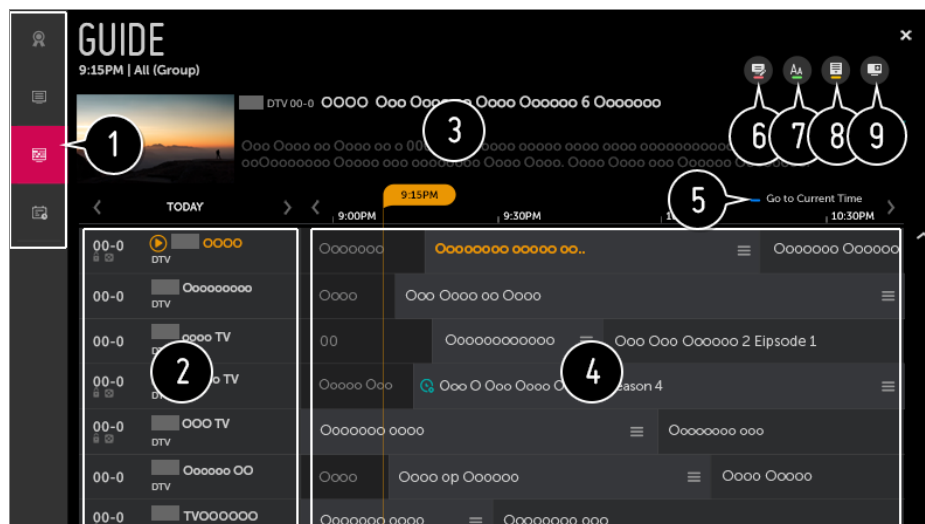 GUIDE
9:15PM | All (Group)
6 7 8 9
DTV 00-0 OOOO Ooo Oooo Oooo Oooooo 6 Ooooooo
1
3
5 Go to Current Time
9:15PM
TODAY 9:00PM 9:30PM 10:30PM
00-0 OOOO Ooooooo Oooooooo ooooo oo.. Ooooooo Oooooo
DTV
00-0 Ooooooooo Oooo Ooo Oooo oo Oooo
DTV
00-0 oooo TV 00 Oooooooooooo Ooo Ooo Oooooo 2 Eipsode 1
2
4
00-0 TV Ooooo Ooo Ooo O Ooo Oooo Season 4
00-0 OOO TV Ooooooo oooo Oooooooo ooo
DTV
00-0 Oooooo OO Oooo Oooo op Oooooo Oooo Ooooo
DTV
00-0 TVOOOOOO Ooooooo oooo Oooooooo ooo